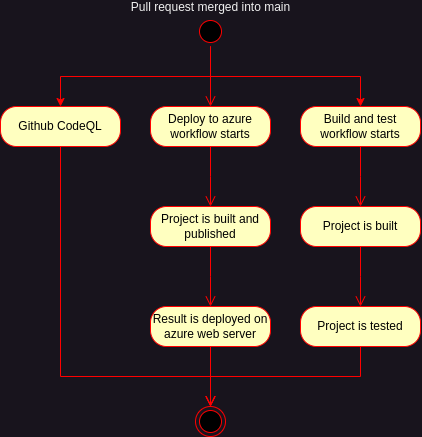 Pull request merged into main
Github CodeQL
Deploy to azure
workflow starts
Build and test
workflow starts
Project is built and
published
Project is built
Result is deployed on
azure web server
Project is tested